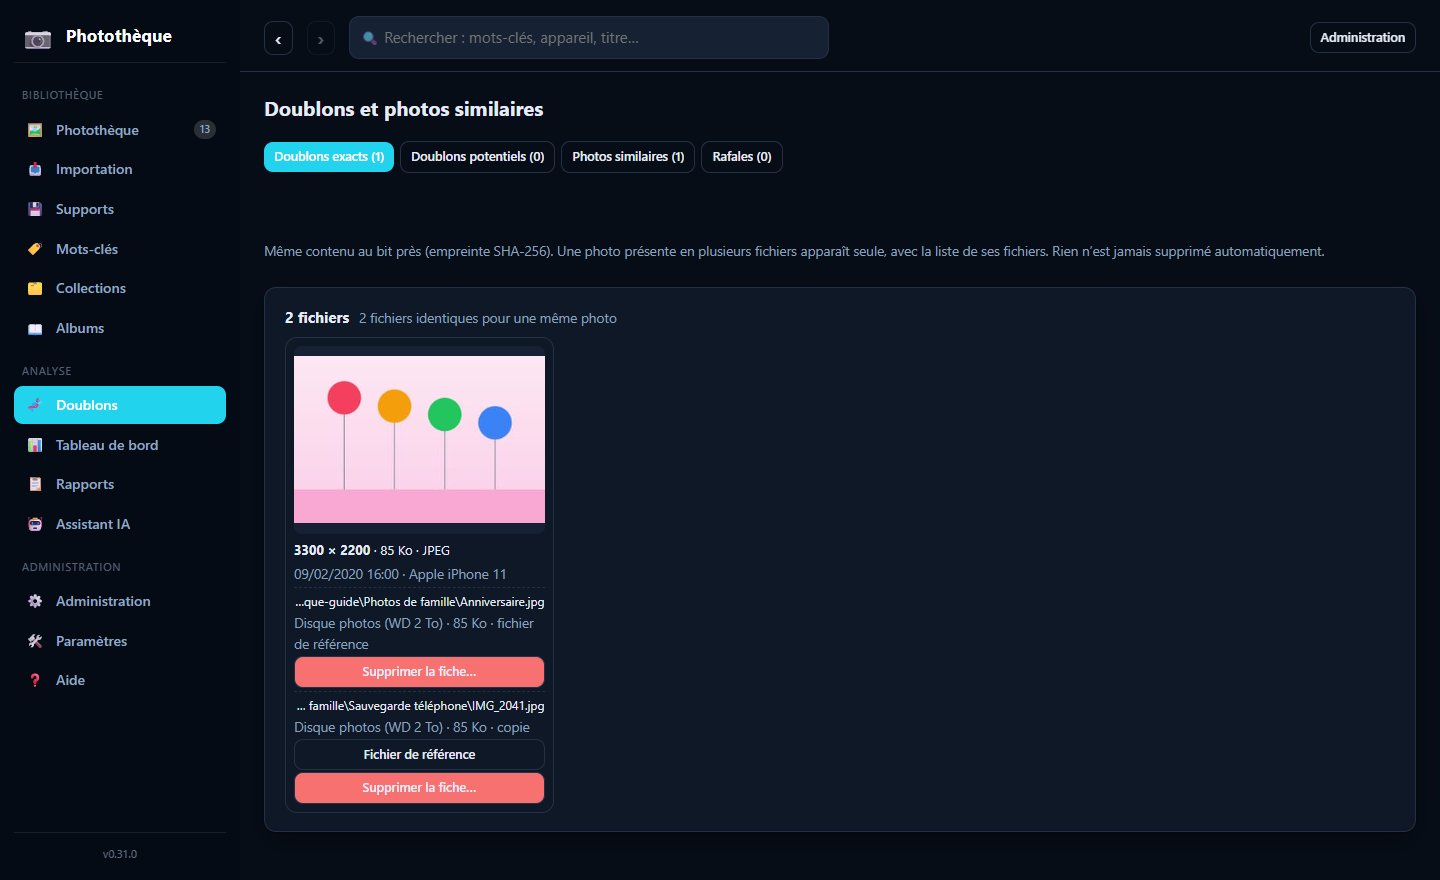 Photothèque
Rechercher : mots-clés, appareil, titre...
Administration
BIBLIOTHÈQUE
Photothèque 13
Importation
Supports
Mots-clés
Collections
Albums
ANALYSE
Doublons
Tableau de bord
Rapports
Assistant IA
ADMINISTRATION
Administration
Paramètres
Aide
v0.31.0
Doublons et photos similaires
Doublons exacts (1) Doublons potentiels (0) Photos similaires (1) Rafales (0)
Même contenu au bit près (empreinte SHA-256). Une photo présente en plusieurs fichiers apparaît seule, avec la liste de ses fichiers. Rien n’est jamais supprimé automatiquement.
2 fichiers 2 fichiers identiques pour une même photo
3300 × 2200 · 85 Ko · JPEG
09/02/2020 16:00 · Apple iPhone 11
...que-guide\Photos de famille\Anniversaire.jpg
Disque photos (WD 2 To) · 85 Ko · fichier
de référence
Supprimer la fiche...
... famille\Sauvegarde téléphone\IMG_2041.jpg
Disque photos (WD 2 To) · 85 Ko · copie
Fichier de référence
Supprimer la fiche...